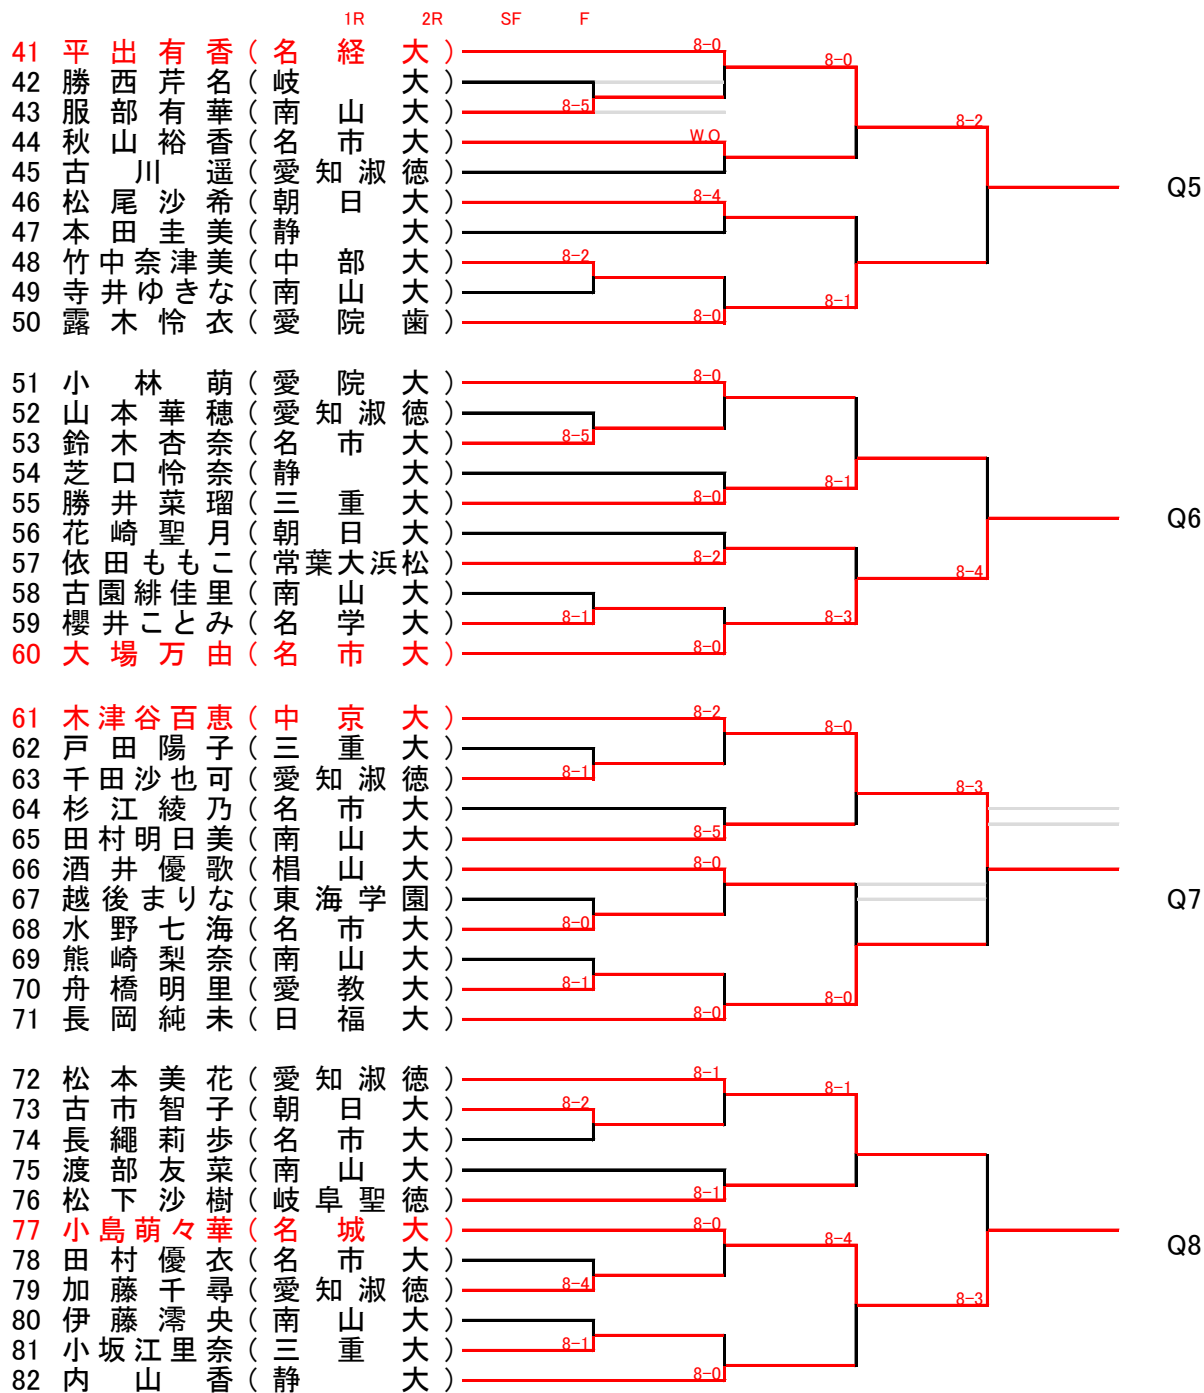 1R 2R SF F
41 平出有香(名経大) 8-0 8-0
42 勝西芹名(岐大)
43 服部有華(南山大) 8-5 8-2
44 秋山裕香(名市大) W.O
45 古川遥(愛知淑徳)
46 松尾沙希(朝日大) 8-4 Q5
47 本田圭美(静大)
48 竹中奈津美(中部大) 8-2
49 寺井ゆきな(南山大) 8-1
50 露木怜衣(愛院歯) 8-0
51 小林萌(愛院大) 8-0
52 山本華穂(愛知淑徳)
53 鈴木杏奈(名市大) 8-5
54 芝口怜奈(静大) 8-1
55 勝井菜瑠(三重大) 8-0
56 花崎聖月(朝日大) Q6
57 依田ももこ(常葉大浜松) 8-2 8-4
58 古園緋佳里(南山大)
59 櫻井ことみ(名学大) 8-1 8-3
60 大場万由(名市大) 8-0
61 木津谷百恵(中京大) 8-2 8-0
62 戸田陽子(三重大)
63 千田沙也可(愛知淑徳) 8-1 8-3
64 杉江綾乃(名市大)
65 田村明日美(南山大) 8-5
66 酒井優歌(椙山大) 8-0
67 越後まりな(東海学園) Q7
68 水野七海(名市大) 8-0
69 熊崎梨奈(南山大)
70 舟橋明里(愛教大) 8-1 8-0
71 長岡純未(日福大) 8-0
72 松本美花(愛知淑徳) 8-1 8-1
73 古市智子(朝日大) 8-2
74 長縄莉歩(名市大)
75 渡部友菜(南山大)
76 松下沙樹(岐阜聖徳) 8-1
77 小島萌々華(名城大) 8-0 8-4 Q8
78 田村優衣(名市大)
79 加藤千尋(愛知淑徳) 8-4 8-3
80 伊藤澪央(南山大)
81 小坂江里奈(三重大) 8-1
82 内山香(静大) 8-0